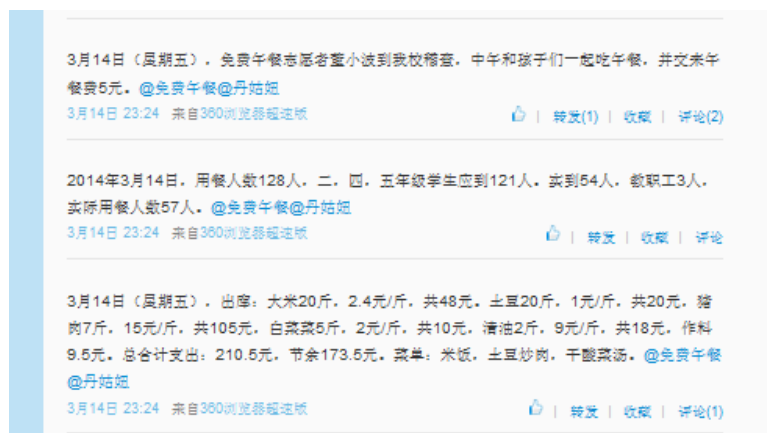 3月14日（星期五），免费午餐志愿者董小波到我校稽查，中午和孩子们一起吃午餐，并交来午
餐费5元。@免费午餐@丹姑妞
3月14日 23:24 来自360浏览器超速版
转发(1) | 收藏 | 评论(2)
2014年3月14日，用餐人数128人，二，四，五年级学生应到121人。实到54人，教职工3人，
实际用餐人数57人。@免费午餐@丹姑妞
3月14日 23:24 来自360浏览器超速版
转发 | 收藏 | 评论
3月14日（星期五），出库：大米20斤，2.4元/斤，共48元。土豆20斤，1元/斤，共20元，猪
肉7斤，15元/斤，共105元，白菜菜5斤，2元/斤，共10元，清油2斤，9元/斤，共18元，作料
9.5元。总合计支出：210.5元，节余173.5元。菜单：米饭，土豆炒肉，干酸菜汤。@免费午餐
@丹姑妞
3月14日 23:24 来自360浏览器超速版
转发 | 收藏 | 评论(1)